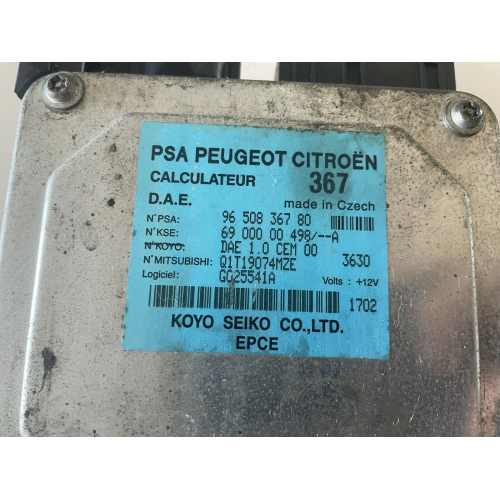 PSA PEUGEOT CITROËN
CALCULATEUR 367
D.A.E. made in Czech
N°PSA: 96 508 367 80
N°KSE: 69 000 00 498/--A
N°KOYO: DAE 1.0 CEM 00
N°MITSUBISHI: Q1T19074MZE 3630
Logiciel: GG25541A Volts : +12V
1702
KOYO SEIKO CO.,LTD.
EPCE